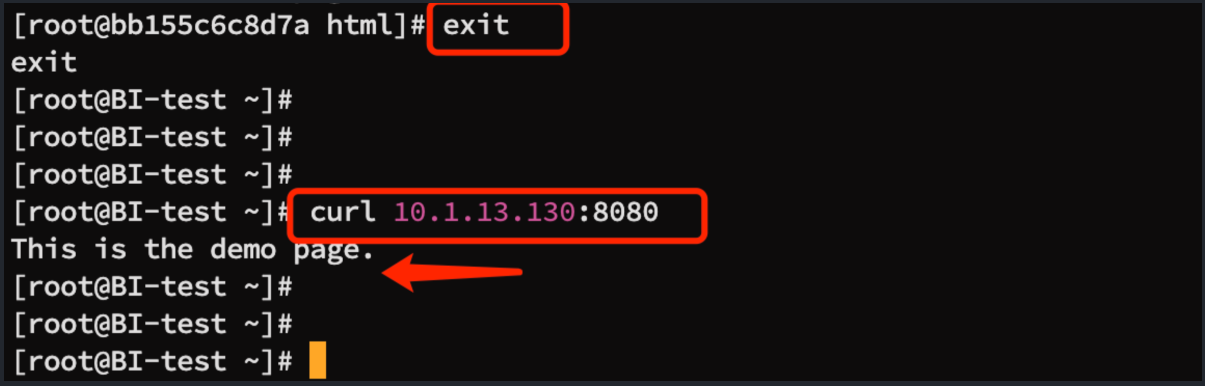 [root@bb155c6c8d7a html]# exit
exit
[root@BI-test ~]#
[root@BI-test ~]#
[root@BI-test ~]#
[root@BI-test ~]# curl 10.1.13.130:8080
This is the demo page.
[root@BI-test ~]#
[root@BI-test ~]#
[root@BI-test ~]#